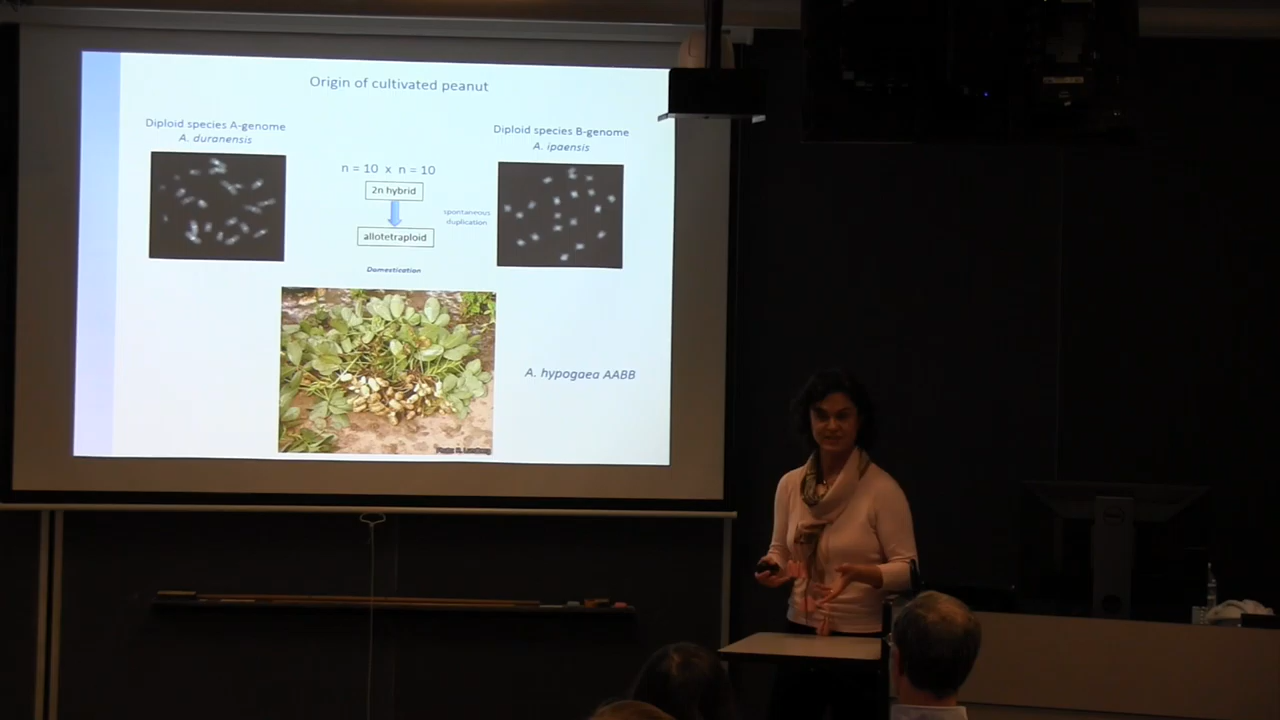 Origin of cultivated peanut
Diploid species A-genome
A. duranensis
Diploid species B-genome
A. ipaensis
n = 10 x n = 10
2n hybrid
spontaneous
duplication
allotetraploid
Domestication
A. hypogaea AABB